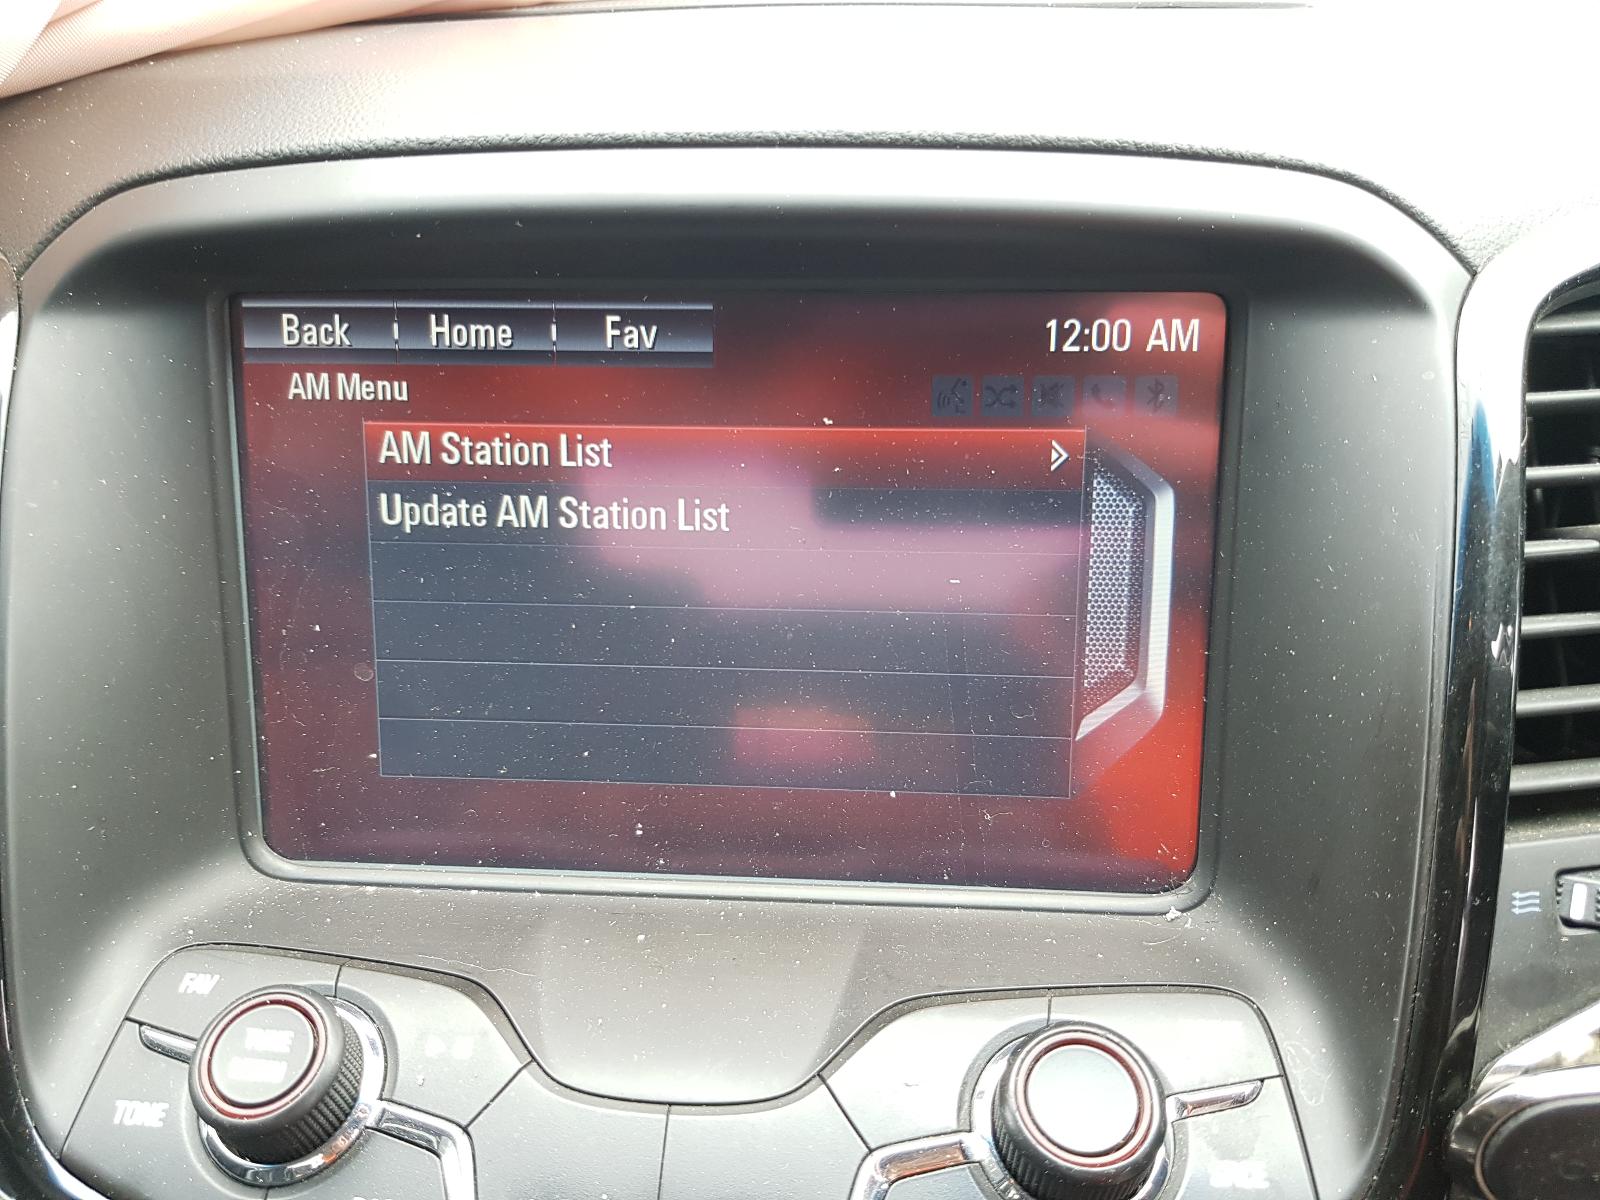 Back Home Fav 12:00 AM
AM Menu
AM Station List
Update AM Station List
FAV
TONE